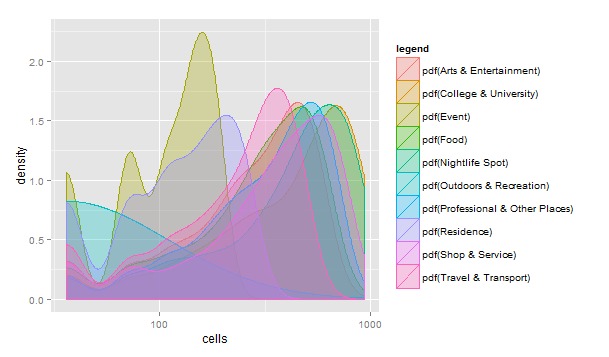 legend
pdf(Arts & Entertainment)
pdf(College & University)
pdf(Event)
pdf(Food)
pdf(Nightlife Spot)
pdf(Outdoors & Recreation)
pdf(Professional & Other Places)
pdf(Residence)
pdf(Shop & Service)
pdf(Travel & Transport)
density
2.0
1.5
1.0
0.5
0.0
100
1000
cells